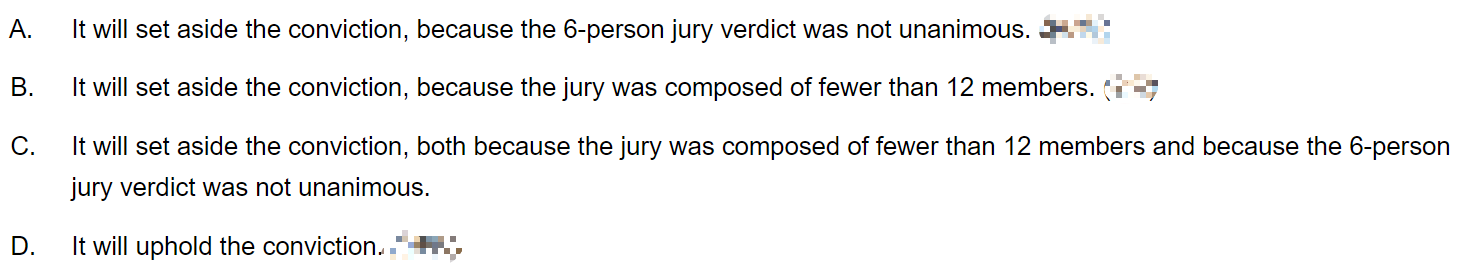 A. It will set aside the conviction, because the 6-person jury verdict was not unanimous.
B. It will set aside the conviction, because the jury was composed of fewer than 12 members.
C. It will set aside the conviction, both because the jury was composed of fewer than 12 members and because the 6-person
jury verdict was not unanimous.
D. It will uphold the conviction.